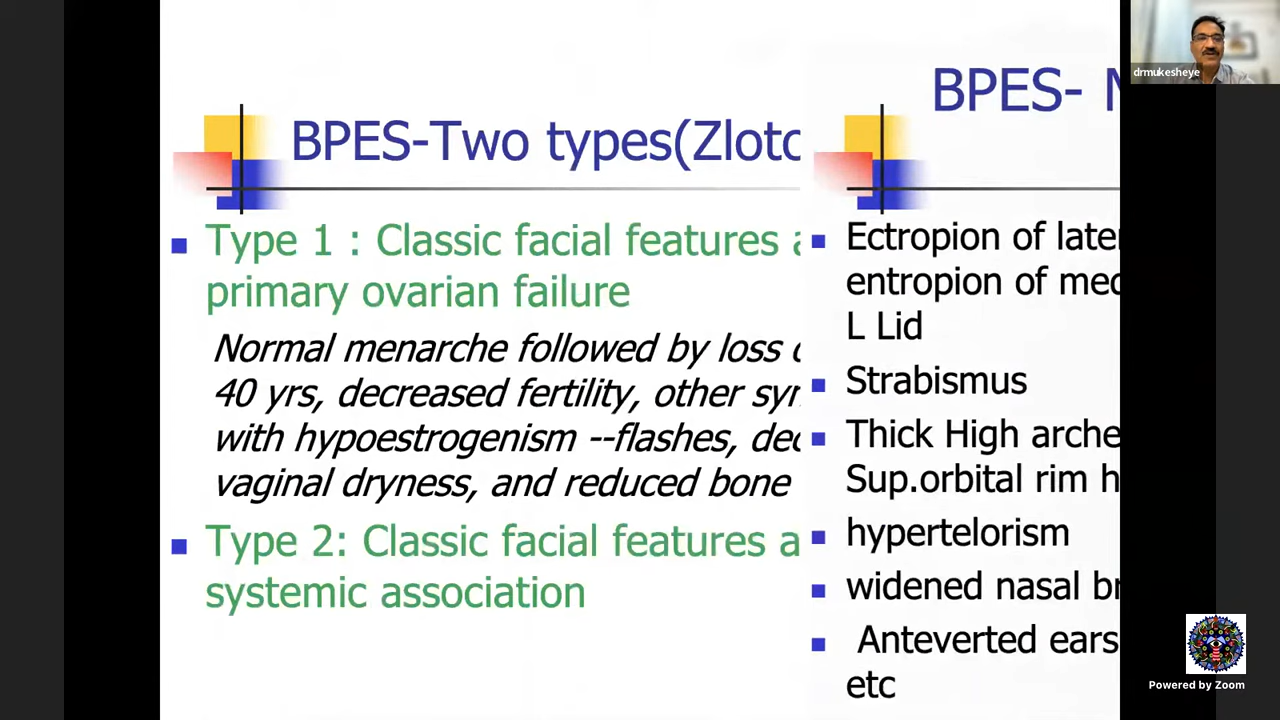 BPES-Two types(Zloto
Type 1 : Classic facial features a
primary ovarian failure
Normal menarche followed by loss o
40 yrs, decreased fertility, other syn
with hypoestrogenism --flashes, dec
vaginal dryness, and reduced bone
Type 2: Classic facial features a
systemic association
BPES- M
Ectropion of later
entropion of med
L Lid
Strabismus
Thick High arche
Sup.orbital rim h
hypertelorism
widened nasal br
Anteverted ears
etc
drmukesheye
Powered by Zoom